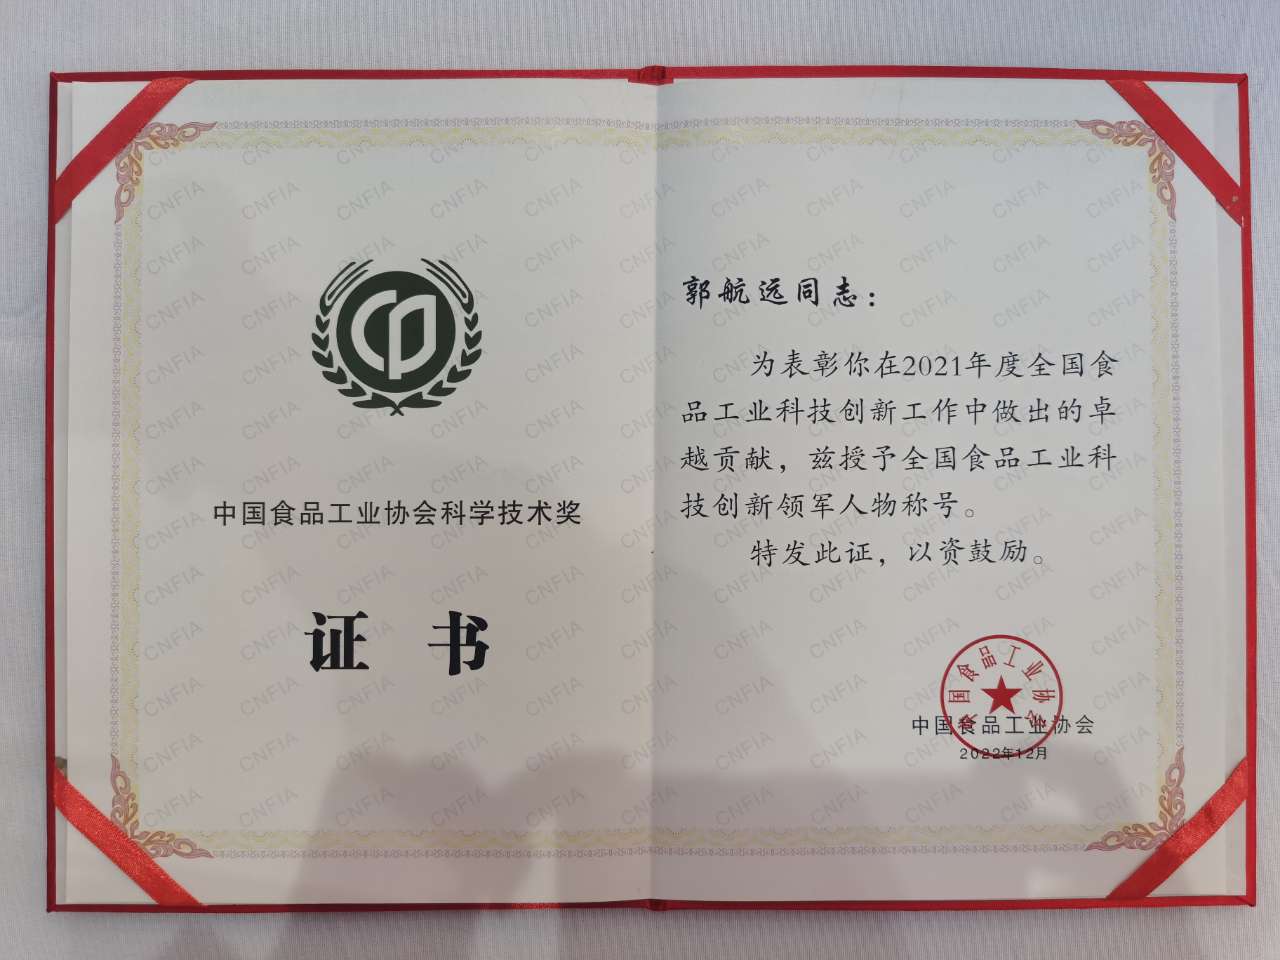 中国食品工业协会科学技术奖
证书
郭航远同志：
为表彰你在2021年度全国食
品工业科技创新工作中做出的卓
越贡献，兹授予全国食品工业科
技创新领军人物称号。
特发此证，以资鼓励。
中国食品工业协会
2022年12月
中国食品工业协会
CNFIA